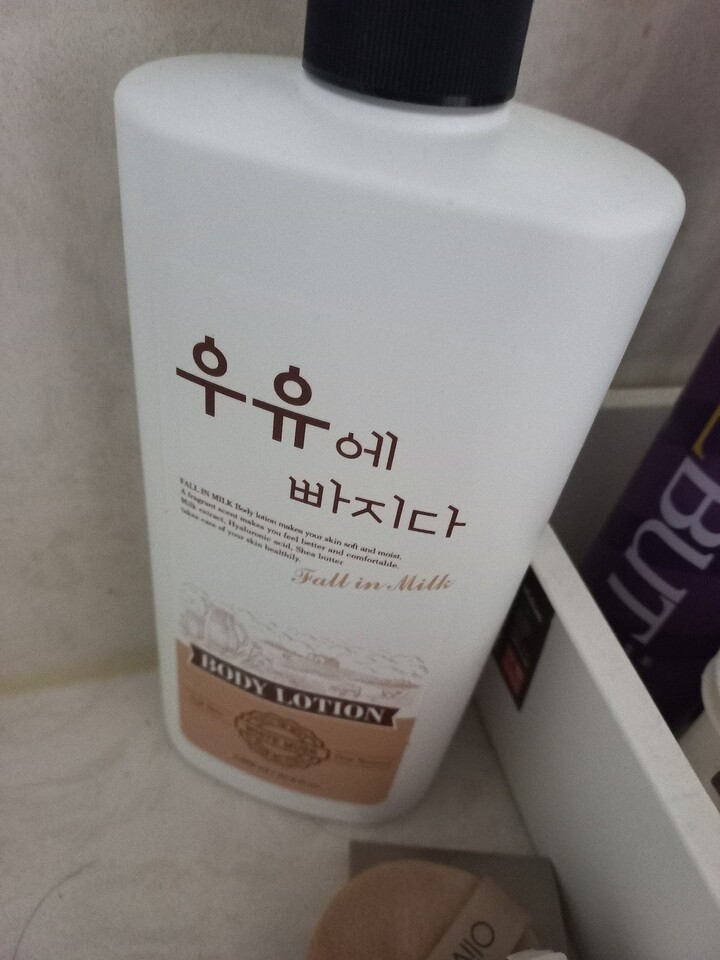 우유에
빠지다
FALL IN MILK Body lotion makes your skin soft and moist.
A fragrant scent makes you feel better and comfortable.
Milk extract, Hyaluronic acid, Shea butter
takes care of your skin healthily.
Fall in Milk
BODY LOTION
BUT
Oliv